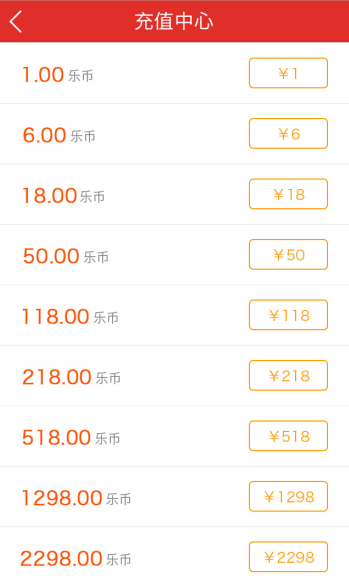 充值中心
1.00 乐币 ￥1
6.00 乐币 ￥6
18.00 乐币 ￥18
50.00 乐币 ￥50
118.00 乐币 ￥118
218.00 乐币 ￥218
518.00 乐币 ￥518
1298.00 乐币 ￥1298
2298.00 乐币 ￥2298